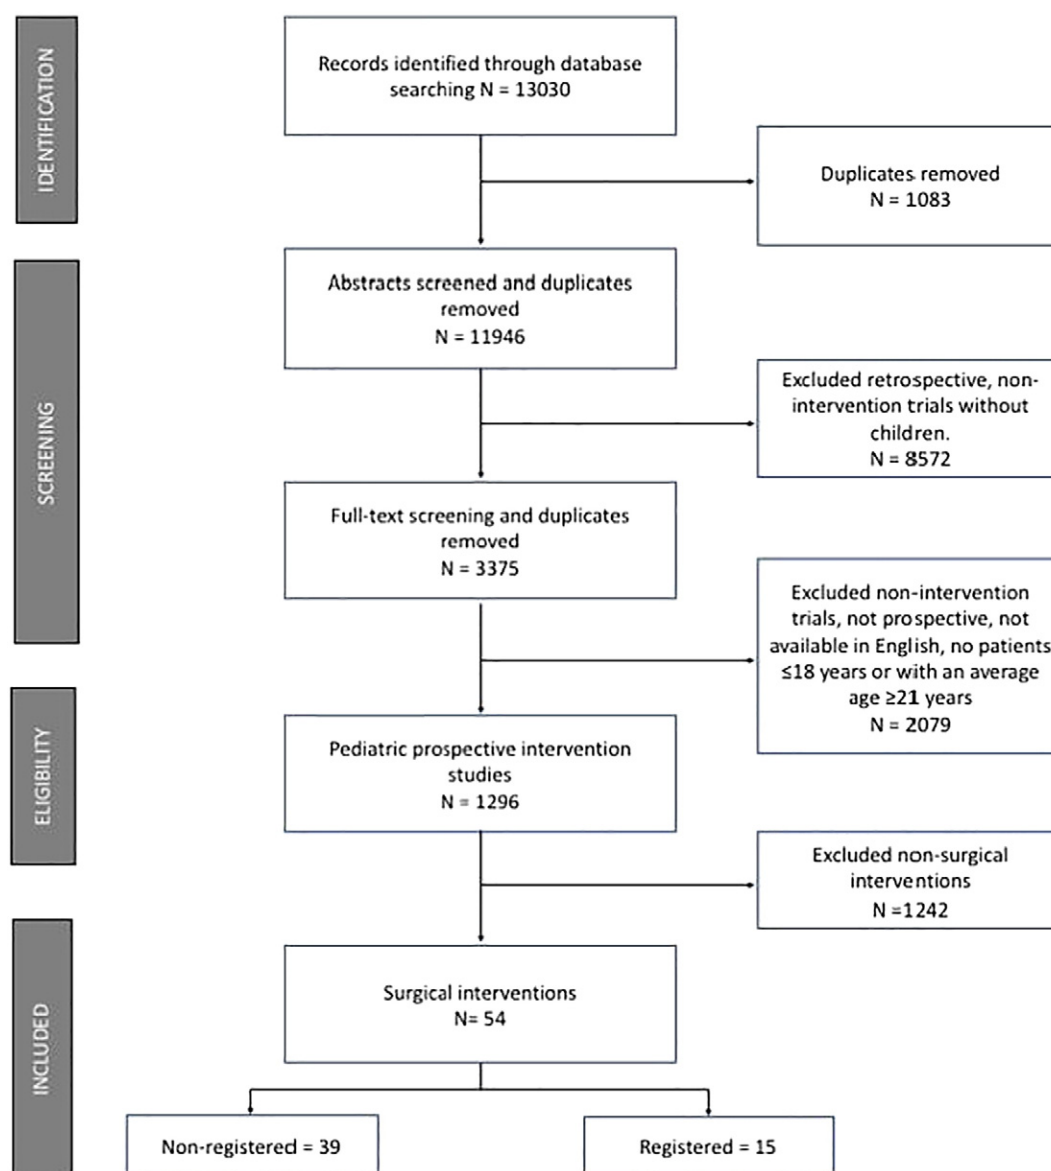 IDENTIFICATION
Records identified through database
searching N = 13030
Duplicates removed
N = 1083
SCREENING
Abstracts screened and duplicates
removed
N = 11946
Excluded retrospective, non-
intervention trials without
children.
N = 8572
Full-text screening and duplicates
removed
N = 3375
Excluded non-intervention
trials, not prospective, not
available in English, no patients
≤18 years or with an average
age ≥21 years
N = 2079
ELIGIBILITY
Pediatric prospective intervention
studies
N = 1296
Excluded non-surgical
interventions
N =1242
INCLUDED
Surgical interventions
N= 54
Non-registered = 39
Registered = 15